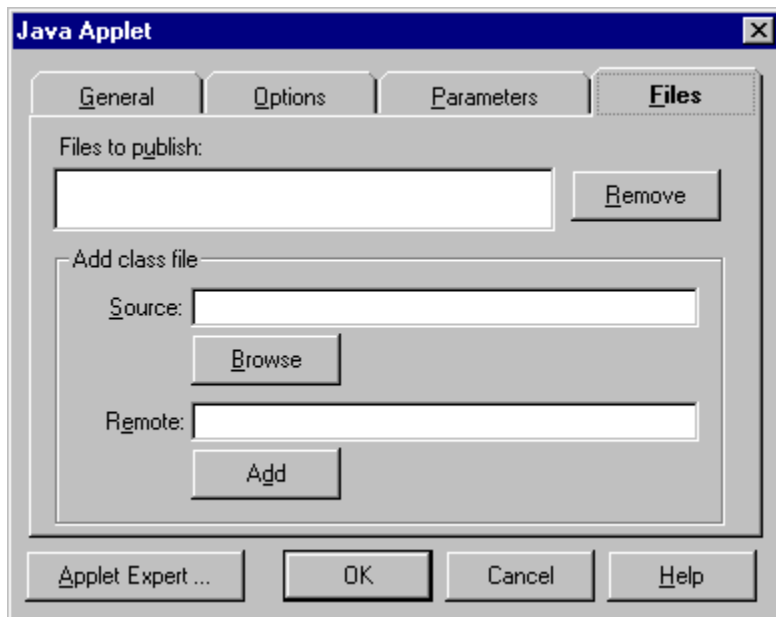 Java Applet
General Options Parameters Files
Files to publish:
Remove
Add class file
Source:
Browse
Remote:
Add
Applet Expert ... OK Cancel Help